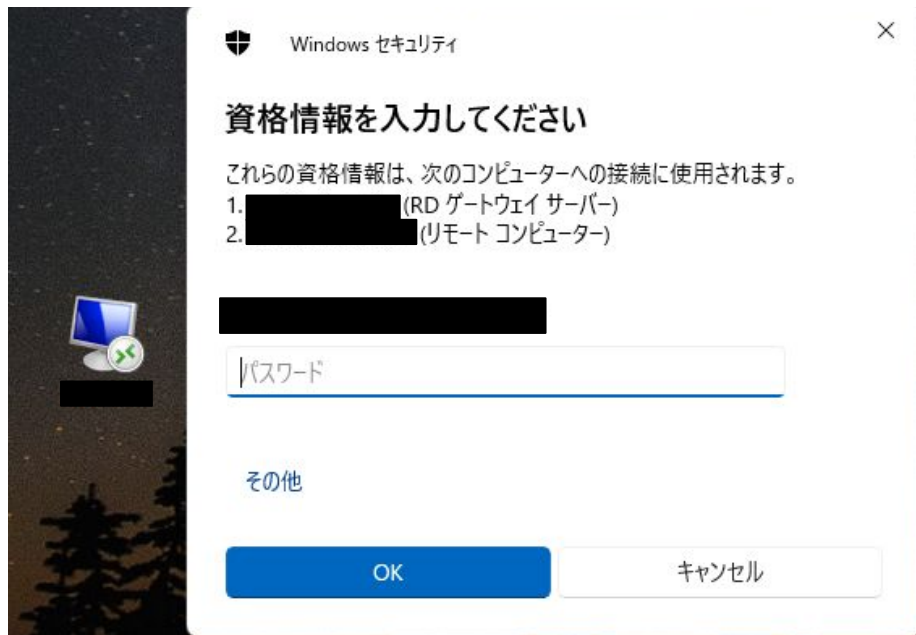 Windows セキュリティ
資格情報を入力してください
これらの資格情報は、次のコンピューターへの接続に使用されます。
1. (RD ゲートウェイ サーバー)
2. (リモート コンピューター)
パスワード
その他
OK
キャンセル